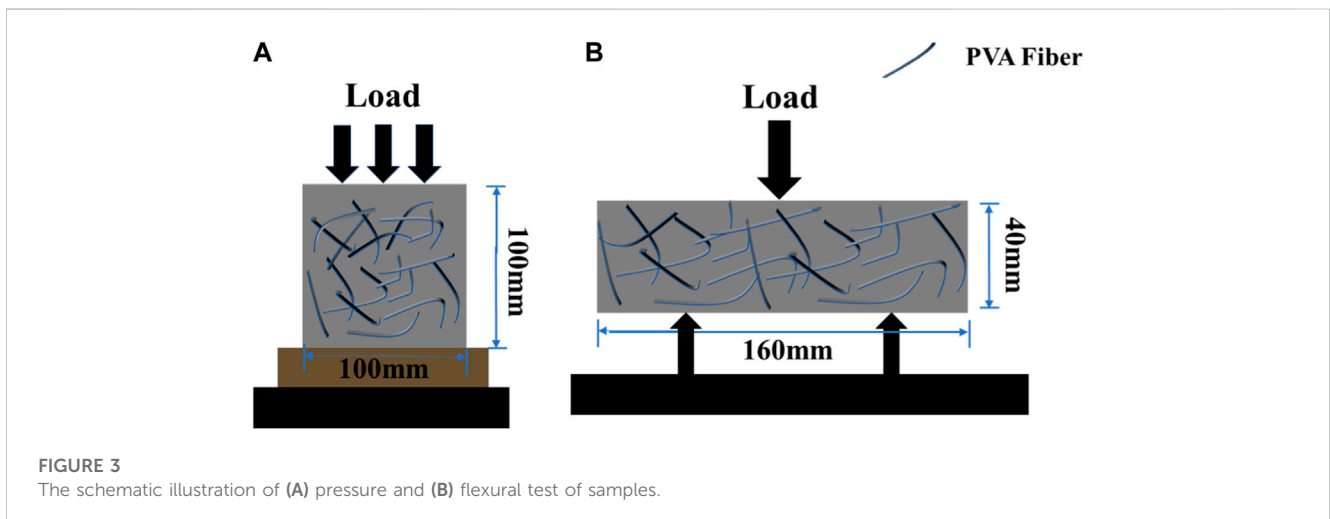 A
Load
100mm
100mm
B
Load
PVA Fiber
40mm
160mm
FIGURE 3
The schematic illustration of (A) pressure and (B) flexural test of samples.